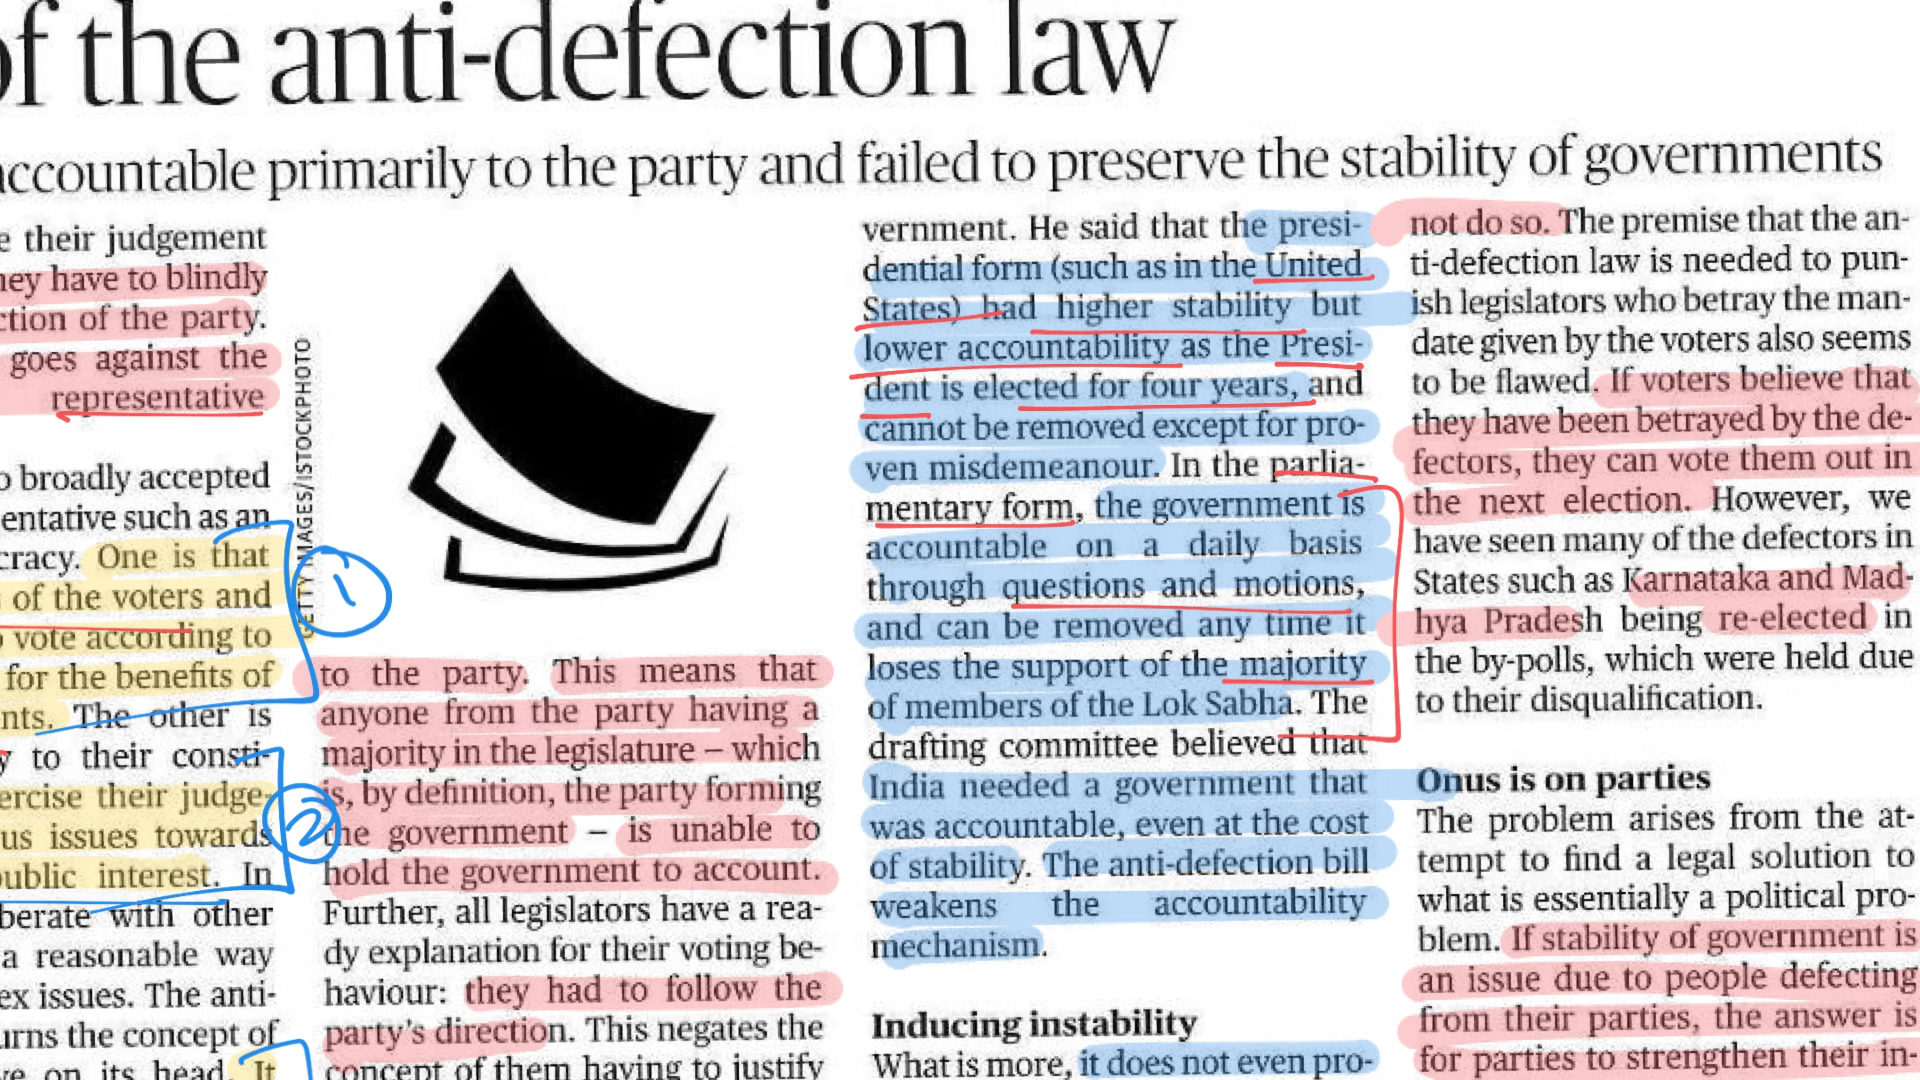 of the anti-defection law
accountable primarily to the party and failed to preserve the stability of governments
e their judgement
hey have to blindly
ction of the party.
goes against the
representative
o broadly accepted
entative such as an
cracy. One is that
of the voters and
o vote according to
for the benefits of
nts. The other is
y to their consti-
ercise their judge-
us issues towards
public interest. In
berate with other
a reasonable way
ex issues. The anti-
urns the concept of
ve on its head. It
1
2
GETTY IMAGES/ISTOCKPHOTO
to the party. This means that
anyone from the party having a
majority in the legislature – which
is, by definition, the party forming
the government – is unable to
hold the government to account.
Further, all legislators have a rea-
dy explanation for their voting be-
haviour: they had to follow the
party's direction. This negates the
concept of them having to justify
vernment. He said that the presi-
dential form (such as in the United
States) had higher stability but
lower accountability as the Presi-
dent is elected for four years, and
cannot be removed except for pro-
ven misdemeanour. In the parlia-
mentary form, the government is
accountable on a daily basis
through questions and motions,
and can be removed any time it
loses the support of the majority
of members of the Lok Sabha. The
drafting committee believed that
India needed a government that
was accountable, even at the cost
of stability. The anti-defection bill
weakens the accountability
mechanism.
Inducing instability
What is more, it does not even pro-
not do so. The premise that the an-
ti-defection law is needed to pun-
ish legislators who betray the man-
date given by the voters also seems
to be flawed. If voters believe that
they have been betrayed by the de-
fectors, they can vote them out in
the next election. However, we
have seen many of the defectors in
States such as Karnataka and Mad-
hya Pradesh being re-elected in
the by-polls, which were held due
to their disqualification.
Onus is on parties
The problem arises from the at-
tempt to find a legal solution to
what is essentially a political pro-
blem. If stability of government is
an issue due to people defecting
from their parties, the answer is
for parties to strengthen their in-